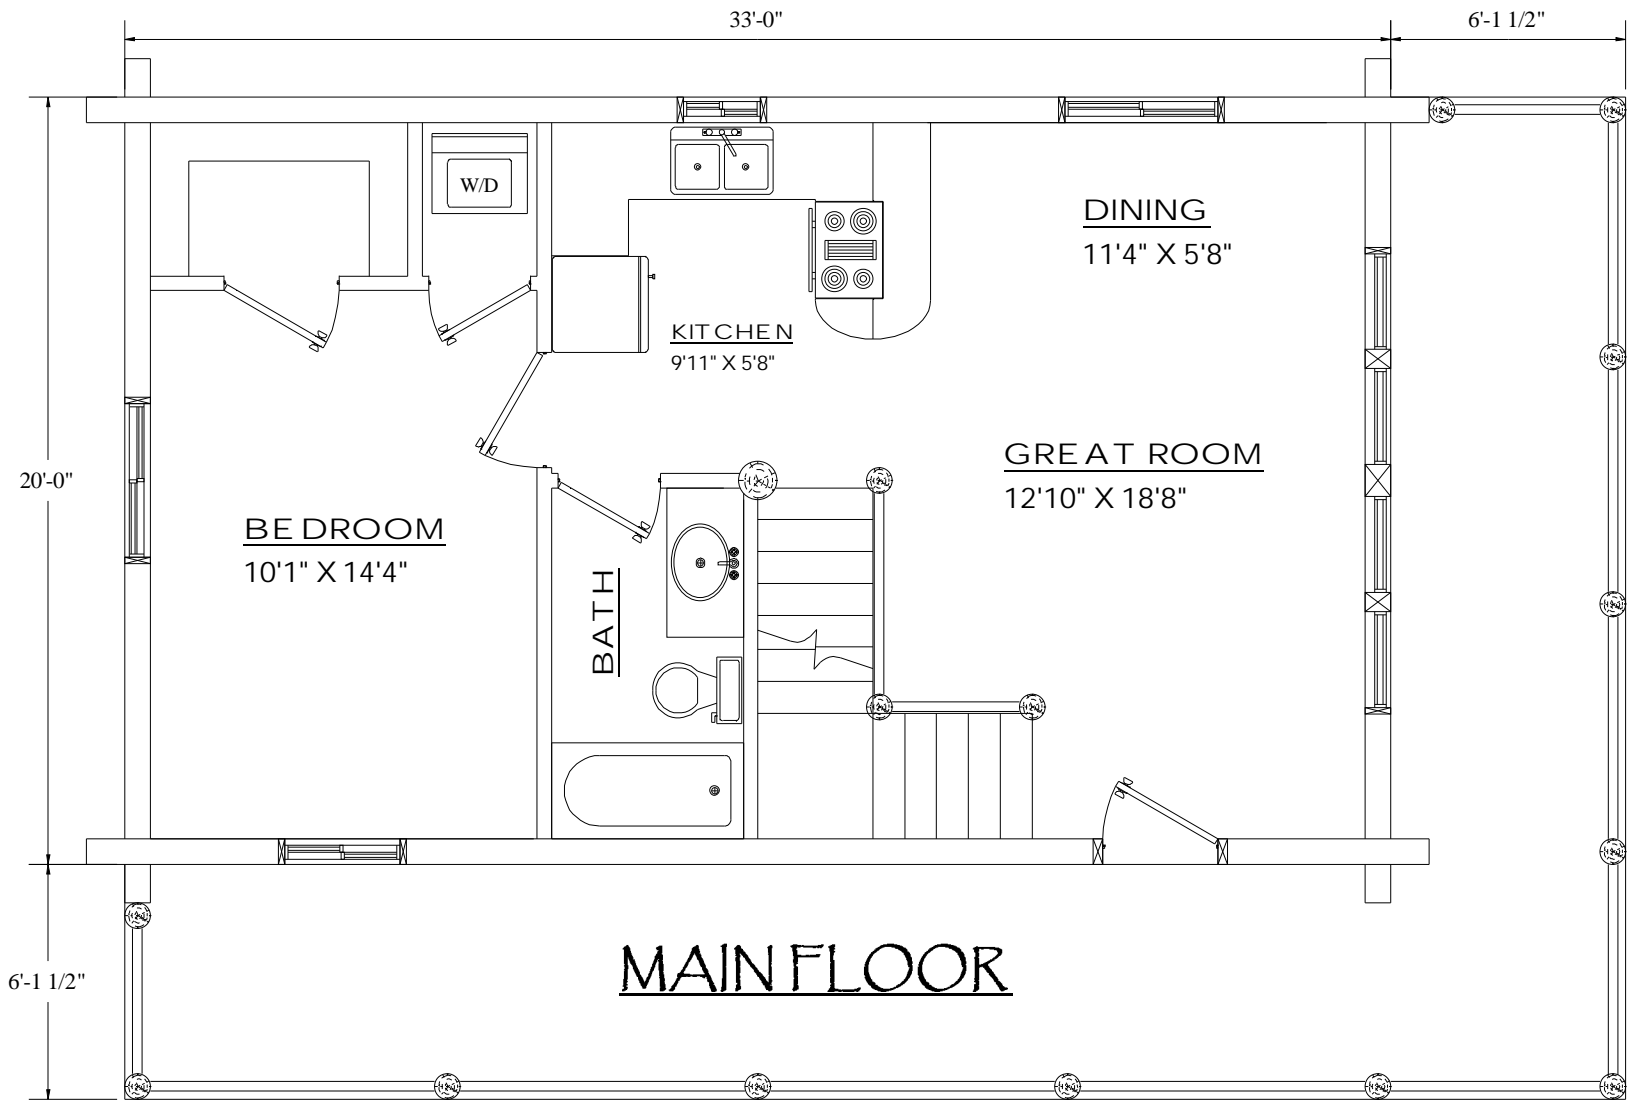 33'-0"
6'-1 1/2"
W/D
DINING
11'4" X 5'8"
KITCHEN
9'11" X 5'8"
GREAT ROOM
12'10" X 18'8"
20'-0"
BEDROOM
10'1" X 14'4"
BATH
MAIN FLOOR
6'-1 1/2"